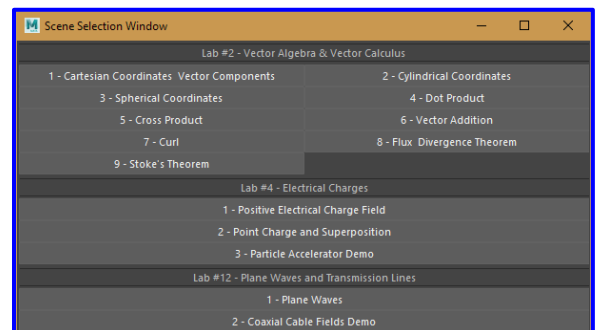 Scene Selection Window
Lab #2 - Vector Algebra & Vector Calculus
1 - Cartesian Coordinates Vector Components
2 - Cylindrical Coordinates
3 - Spherical Coordinates
4 - Dot Product
5 - Cross Product
6 - Vector Addition
7 - Curl
8 - Flux Divergence Theorem
9 - Stoke's Theorem
Lab #4 - Electrical Charges
1 - Positive Electrical Charge Field
2 - Point Charge and Superposition
3 - Particle Accelerator Demo
Lab #12 - Plane Waves and Transmission Lines
1 - Plane Waves
2 - Coaxial Cable Fields Demo